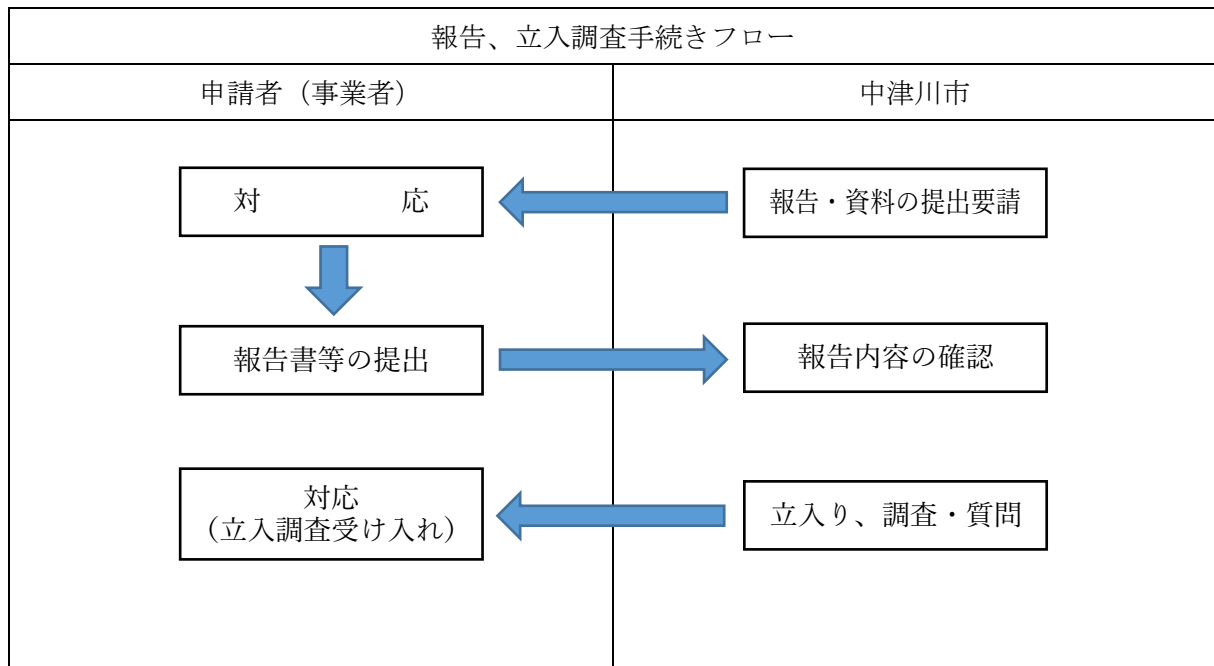 報告、立入調査手続きフロー
申請者（事業者）
中津川市
対　　　　　　応
報告・資料の提出要請
報告書等の提出
報告内容の確認
対応
（立入調査受け入れ）
立入り、調査・質問